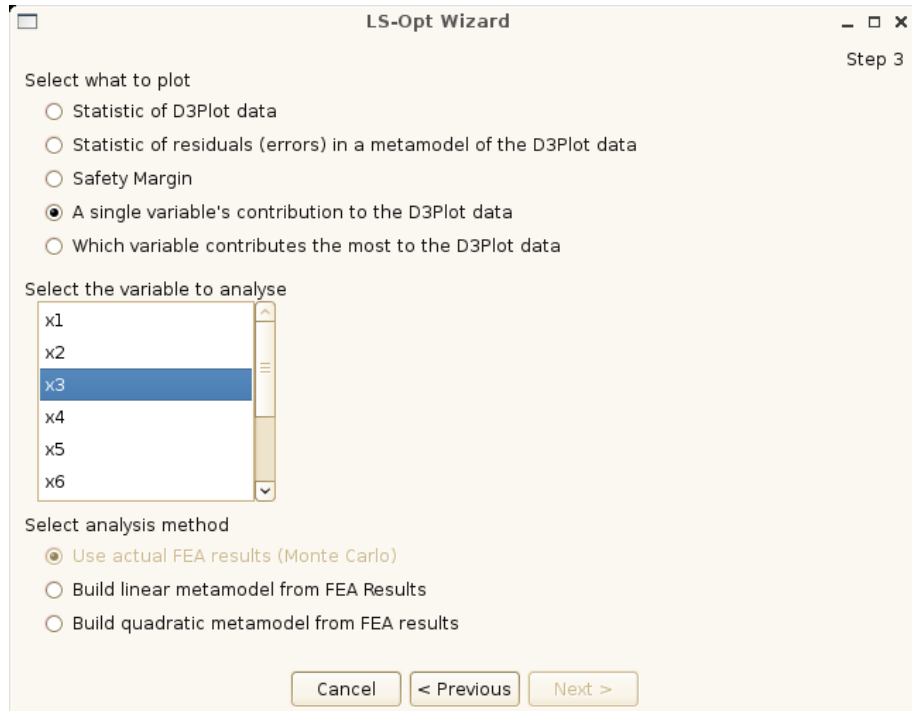 LS-Opt Wizard
Step 3
Select what to plot
Statistic of D3Plot data
Statistic of residuals (errors) in a metamodel of the D3Plot data
Safety Margin
A single variable's contribution to the D3Plot data
Which variable contributes the most to the D3Plot data
Select the variable to analyse
x1
x2
x3
x4
x5
x6
Select analysis method
Use actual FEA results (Monte Carlo)
Build linear metamodel from FEA Results
Build quadratic metamodel from FEA results
Cancel < Previous Next >